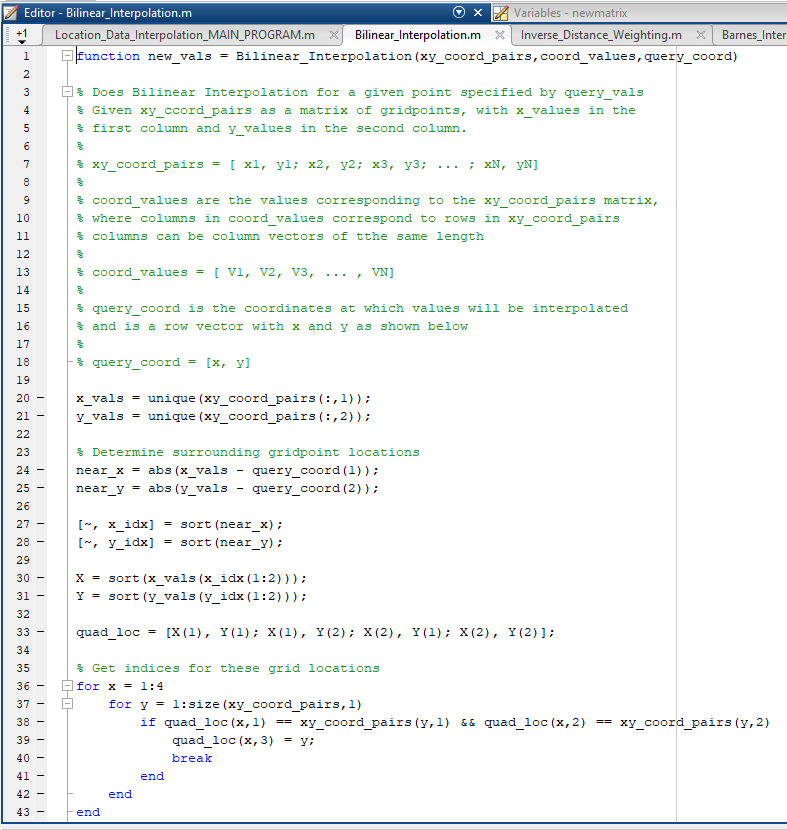 Editor - Bilinear_Interpolation.m
Variables - newmatrix
+1 Location_Data_Interpolation_MAIN_PROGRAM.m Bilinear_Interpolation.m Inverse_Distance_Weighting.m Barnes_Inter
1 function new_vals = Bilinear_Interpolation(xy_coord_pairs,coord_values,query_coord)
2
3 % Does Bilinear Interpolation for a given point specified by query_vals
4 % Given xy_ccord_pairs as a matrix of gridpoints, with x_values in the
5 % first column and y_values in the second column.
6 %
7 % xy_coord_pairs = [ x1, y1; x2, y2; x3, y3; ... ; xN, yN]
8 %
9 % coord_values are the values corresponding to the xy_coord_pairs matrix,
10 % where columns in coord_values correspond to rows in xy_coord_pairs
11 % columns can be column vectors of tthe same length
12 %
13 % coord_values = [ V1, V2, V3, ... , VN]
14 %
15 % query_coord is the coordinates at which values will be interpolated
16 % and is a row vector with x and y as shown below
17 %
18 % query_coord = [x, y]
19
20 – x_vals = unique(xy_coord_pairs(:,1));
21 – y_vals = unique(xy_coord_pairs(:,2));
22
23 % Determine surrounding gridpoint locations
24 – near_x = abs(x_vals - query_coord(1));
25 – near_y = abs(y_vals - query_coord(2));
26
27 – [~, x_idx] = sort(near_x);
28 – [~, y_idx] = sort(near_y);
29
30 – X = sort(x_vals(x_idx(1:2)));
31 – Y = sort(y_vals(y_idx(1:2)));
32
33 – quad_loc = [X(1), Y(1); X(1), Y(2); X(2), Y(1); X(2), Y(2)];
34
35 % Get indices for these grid locations
36 – for x = 1:4
37 – for y = 1:size(xy_coord_pairs,1)
38 – if quad_loc(x,1) == xy_coord_pairs(y,1) && quad_loc(x,2) == xy_coord_pairs(y,2)
39 – quad_loc(x,3) = y;
40 – break
41 – end
42 – end
43 – end